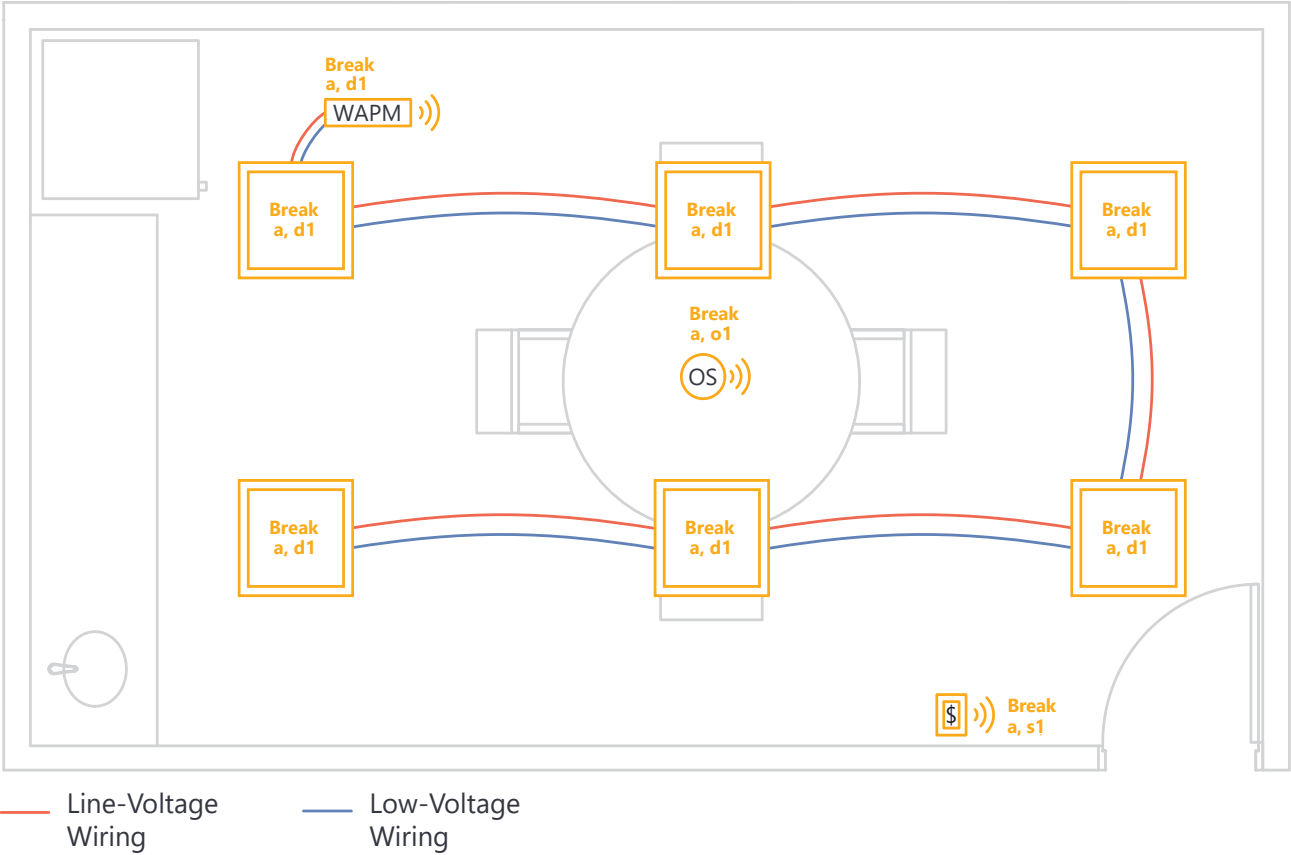 Break
a, d1
WAPM
Break
a, d1
Break
a, d1
Break
a, d1
Break
a, o1
OS
Break
a, d1
Break
a, d1
Break
a, d1
$
Break
a, s1
Line-Voltage
Wiring
Low-Voltage
Wiring